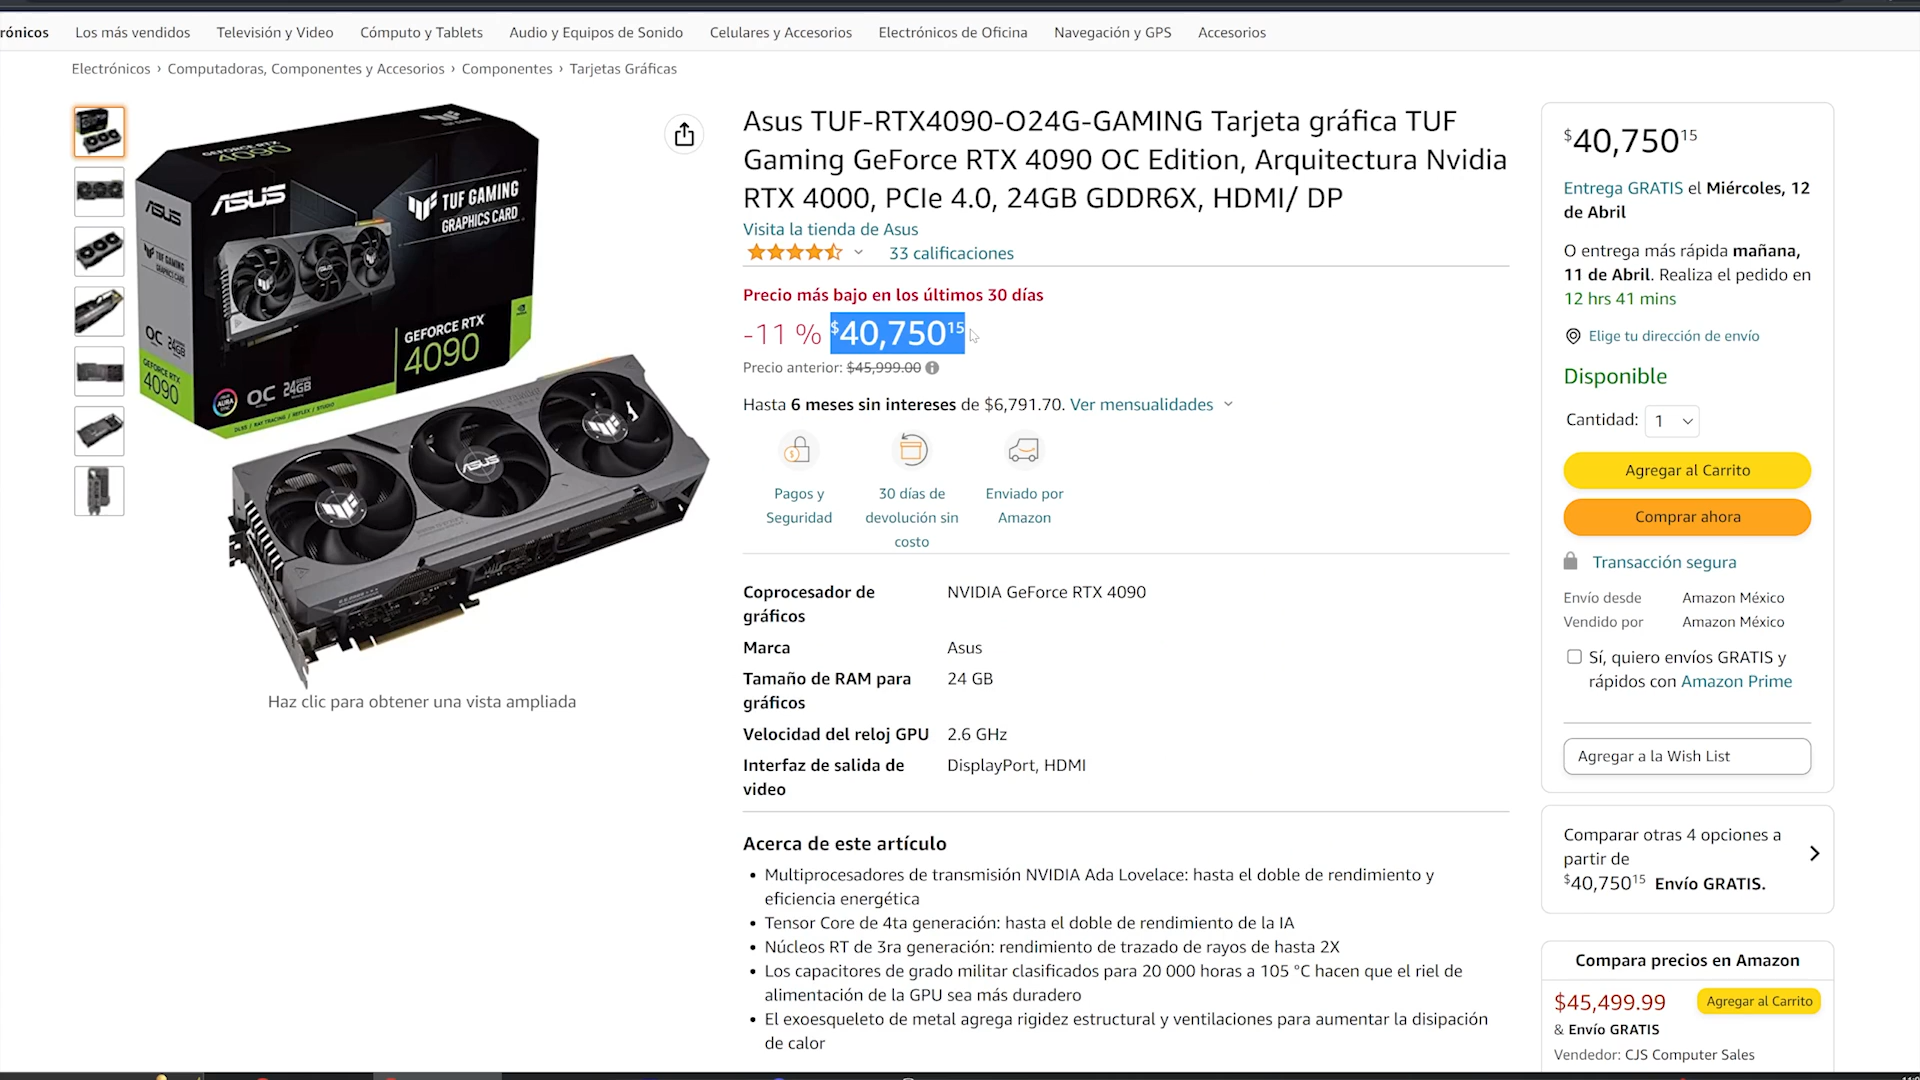 rónicos Los más vendidos Televisión y Video Cómputo y Tablets Audio y Equipos de Sonido Celulares y Accesorios Electrónicos de Oficina Navegación y GPS Accesorios
Electrónicos › Computadoras, Componentes y Accesorios › Componentes › Tarjetas Gráficas
GEFORCE RTX
4090
ASUS
TUF GAMING
GRAPHICS CARD
ASUS
TUF GAMING
GRAPHICS CARD
OC 24GB
GEFORCE RTX
4090
GEFORCE RTX
4090
OC 24GB
ASUS
Haz clic para obtener una vista ampliada
Asus TUF-RTX4090-O24G-GAMING Tarjeta gráfica TUF
Gaming GeForce RTX 4090 OC Edition, Arquitectura Nvidia
RTX 4000, PCIe 4.0, 24GB GDDR6X, HDMI/ DP
Visita la tienda de Asus
33 calificaciones
Precio más bajo en los últimos 30 días
-11 % $40,75015
Precio anterior: $45,999.00
Hasta 6 meses sin intereses de $6,791.70. Ver mensualidades
Pagos y
Seguridad
30 días de
devolución sin
costo
Enviado por
Amazon
Coprocesador de
gráficos
NVIDIA GeForce RTX 4090
Marca
Asus
Tamaño de RAM para
gráficos
24 GB
Velocidad del reloj GPU
2.6 GHz
Interfaz de salida de
video
DisplayPort, HDMI
Acerca de este artículo
• Multiprocesadores de transmisión NVIDIA Ada Lovelace: hasta el doble de rendimiento y
eficiencia energética
• Tensor Core de 4ta generación: hasta el doble de rendimiento de la IA
• Núcleos RT de 3ra generación: rendimiento de trazado de rayos de hasta 2X
• Los capacitores de grado militar clasificados para 20 000 horas a 105 °C hacen que el riel de
alimentación de la GPU sea más duradero
• El exoesqueleto de metal agrega rigidez estructural y ventilaciones para aumentar la disipación
de calor
$40,75015
Entrega GRATIS el Miércoles, 12
de Abril
O entrega más rápida mañana,
11 de Abril. Realiza el pedido en
12 hrs 41 mins
Elige tu dirección de envío
Disponible
Cantidad: 1
Agregar al Carrito
Comprar ahora
Transacción segura
Envío desde Amazon México
Vendido por Amazon México
Sí, quiero envíos GRATIS y
rápidos con Amazon Prime
Agregar a la Wish List
Comparar otras 4 opciones a
partir de
$40,75015 Envío GRATIS.
Compara precios en Amazon
$45,499.99 Agregar al Carrito
& Envío GRATIS
Vendedor: CJS Computer Sales